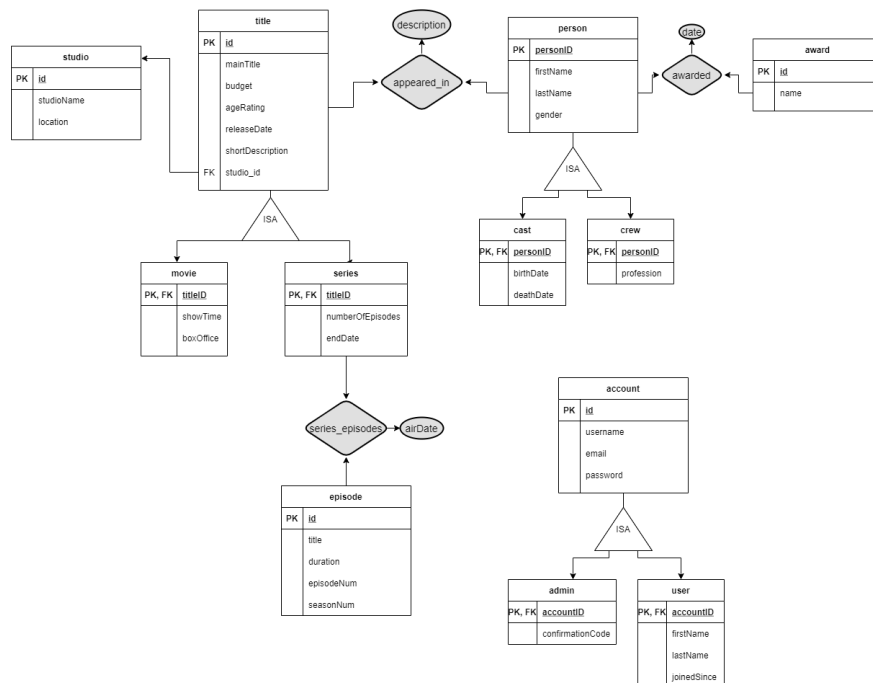 title
PK id
mainTitle
budget
ageRating
releaseDate
shortDescription
FK studio_id
studio
PK id
studioName
location
description
appeared_in
person
PK personID
firstName
lastName
gender
date
awarded
award
PK id
name
ISA
ISA
movie
PK, FK titleID
showTime
boxOffice
series
PK, FK titleID
numberOfEpisodes
endDate
cast
PK, FK personID
birthDate
deathDate
crew
PK, FK personID
profession
series_episodes
airDate
episode
PK id
title
duration
episodeNum
seasonNum
account
PK id
username
email
password
ISA
admin
PK, FK accountID
confirmationCode
user
PK, FK accountID
firstName
lastName
joinedSince